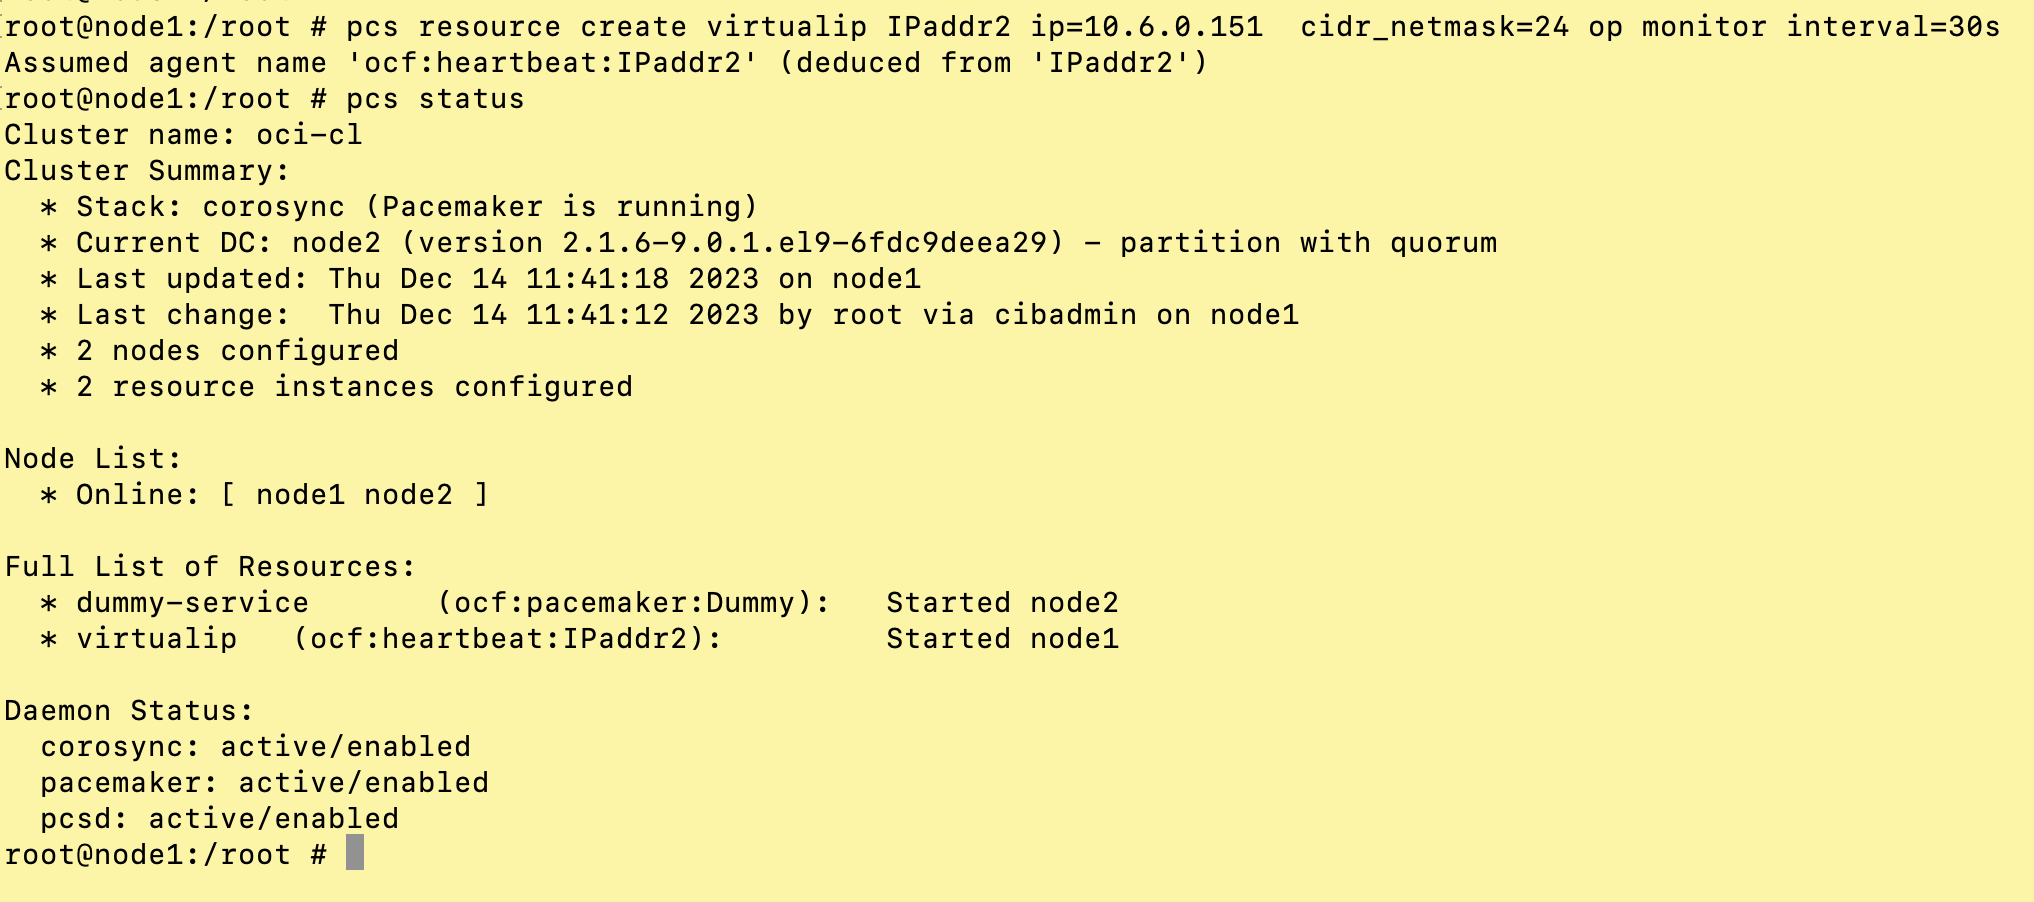 root@node1:/root # pcs resource create virtualip IPaddr2 ip=10.6.0.151  cidr_netmask=24 op monitor interval=30s
Assumed agent name 'ocf:heartbeat:IPaddr2' (deduced from 'IPaddr2')
root@node1:/root # pcs status
Cluster name: oci-cl
Cluster Summary:
  * Stack: corosync (Pacemaker is running)
  * Current DC: node2 (version 2.1.6-9.0.1.el9-6fdc9deea29) - partition with quorum
  * Last updated: Thu Dec 14 11:41:18 2023 on node1
  * Last change:  Thu Dec 14 11:41:12 2023 by root via cibadmin on node1
  * 2 nodes configured
  * 2 resource instances configured

Node List:
  * Online: [ node1 node2 ]

Full List of Resources:
  * dummy-service       (ocf:pacemaker:Dummy):   Started node2
  * virtualip   (ocf:heartbeat:IPaddr2):         Started node1

Daemon Status:
  corosync: active/enabled
  pacemaker: active/enabled
  pcsd: active/enabled
root@node1:/root #